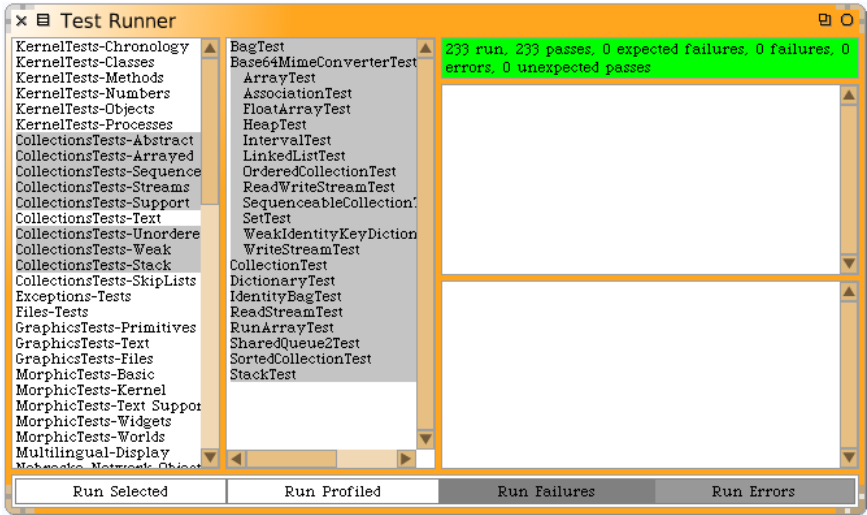 Test Runner
KernelTests-Chronology
KernelTests-Classes
KernelTests-Methods
KernelTests-Numbers
KernelTests-Objects
KernelTests-Processes
CollectionsTests-Abstract
CollectionsTests-Arrayed
CollectionsTests-Sequence
CollectionsTests-Streams
CollectionsTests-Support
CollectionsTests-Text
CollectionsTests-Unordere
CollectionsTests-Weak
CollectionsTests-Stack
CollectionsTests-SkipLists
Exceptions-Tests
Files-Tests
GraphicsTests-Primitives
GraphicsTests-Text
GraphicsTests-Files
MorphicTests-Basic
MorphicTests-Kernel
MorphicTests-Text Suppor
MorphicTests-Widgets
MorphicTests-Worlds
Multilingual-Display
BagTest
Base64MimeConverterTest
ArrayTest
AssociationTest
FloatArrayTest
HeapTest
IntervalTest
LinkedListTest
OrderedCollectionTest
ReadWriteStreamTest
SequenceableCollection
SetTest
WeakIdentityKeyDiction
WriteStreamTest
CollectionTest
DictionaryTest
IdentityBagTest
ReadStreamTest
RunArrayTest
SharedQueue2Test
SortedCollectionTest
StackTest
233 run, 233 passes, 0 expected failures, 0 failures, 0
errors, 0 unexpected passes
Run Selected
Run Profiled
Run Failures
Run Errors